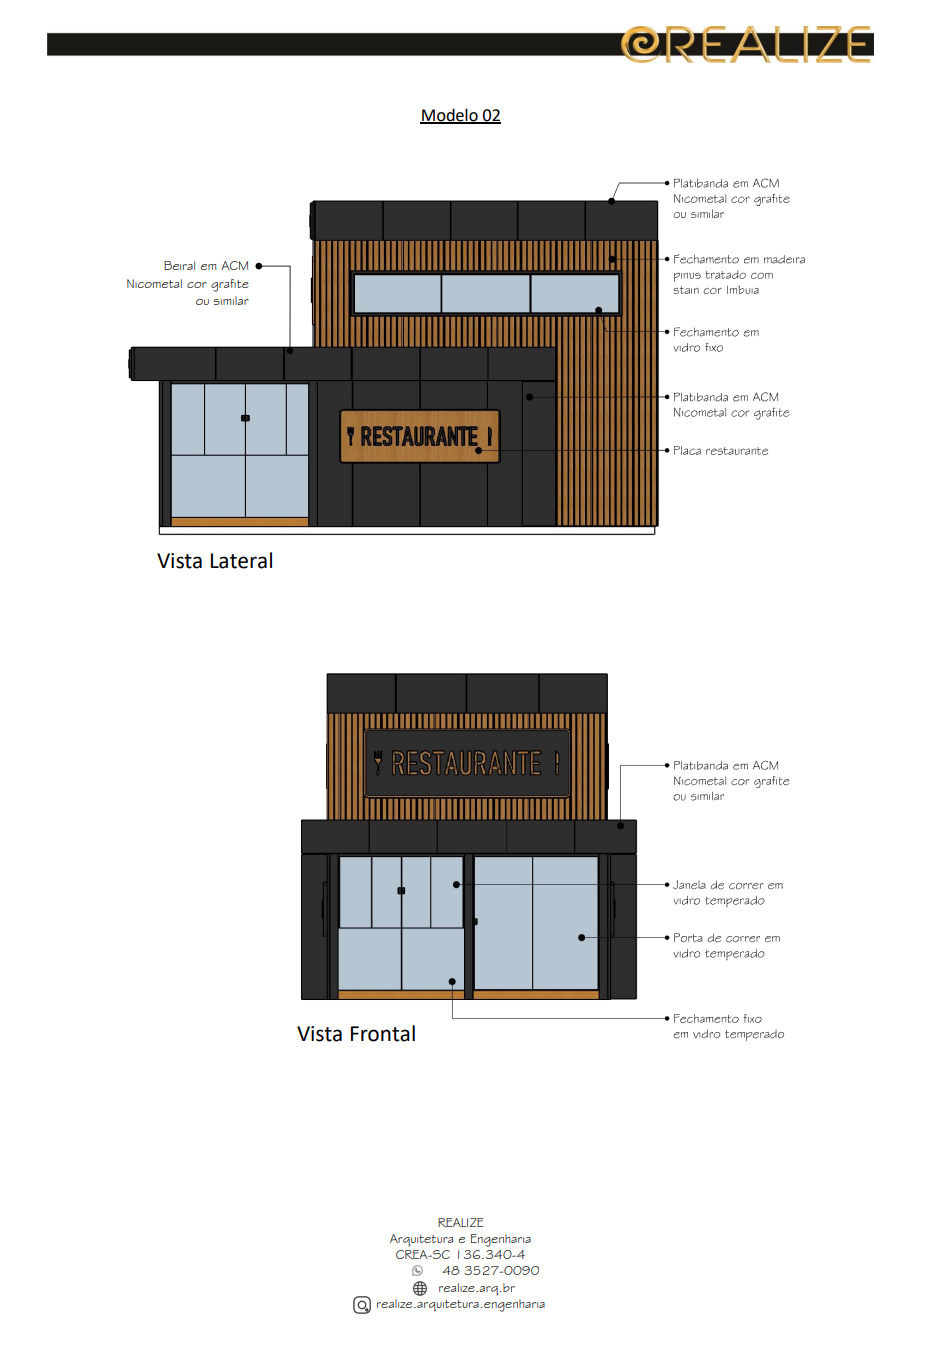 REALIZE
Modelo 02
Platibanda em ACM
Nicometal cor grafite
ou similar
Fechamento em madeira
pinus tratado com
stain cor Imbuia
Beiral em ACM
Nicometal cor grafite
ou similar
Fechamento em
vidro fixo
Platibanda em ACM
Nicometal cor grafite
RESTAURANTE
Placa restaurante
Vista Lateral
RESTAURANTE
Platibanda em ACM
Nicometal cor grafite
ou similar
Janela de correr em
vidro temperado
Porta de correr em
vidro temperado
Fechamento fixo
em vidro temperado
Vista Frontal
REALIZE
Arquitetura e Engenharia
CREA-SC 136.340-4
48 3527-0090
realize.arq.br
realize.arquitetura.engenharia